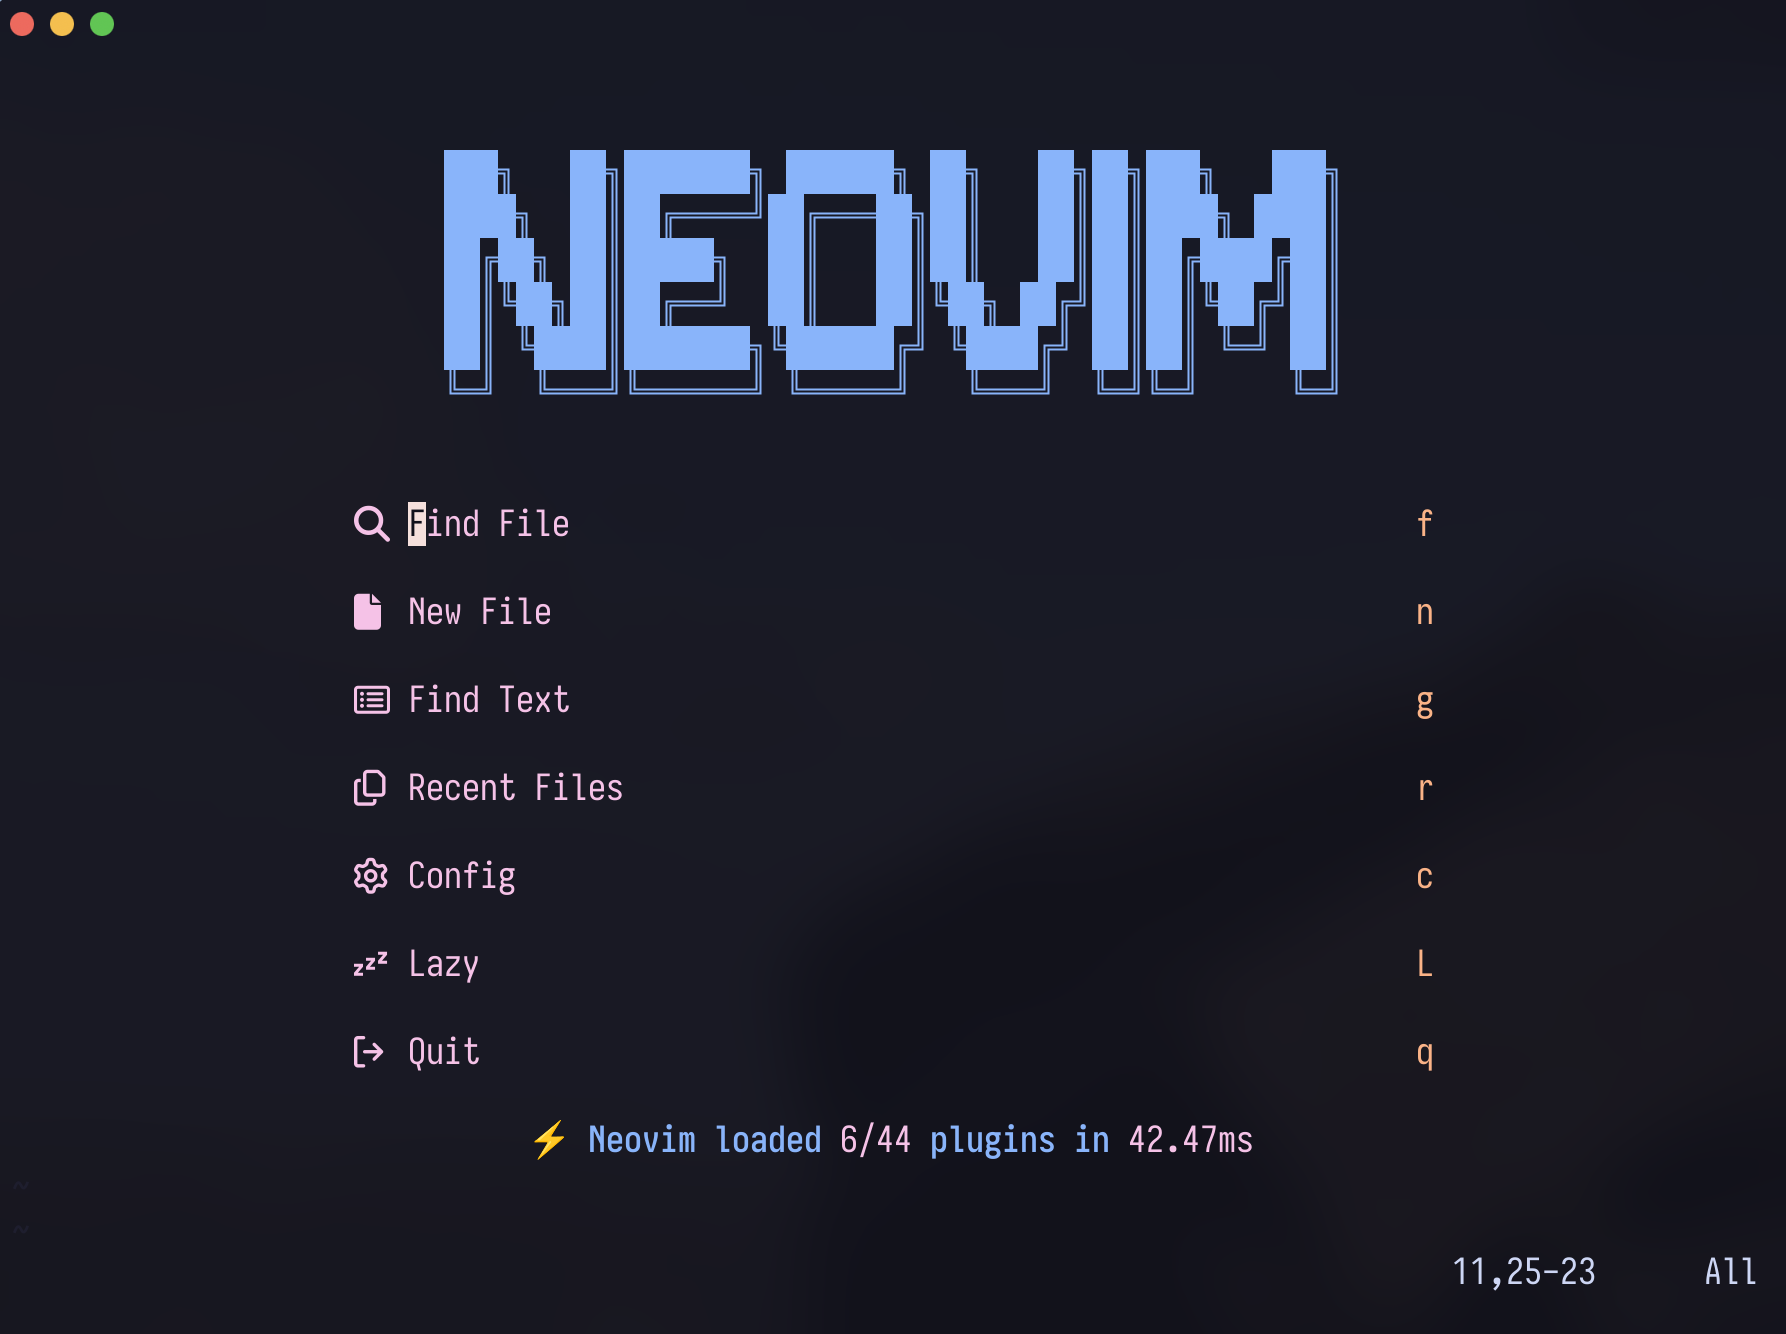 NEOVIM
Find File f
New File n
Find Text g
Recent Files r
Config c
zzz Lazy L
Quit q
⚡ Neovim loaded 6/44 plugins in 42.47ms
~
~
11,25-23 All